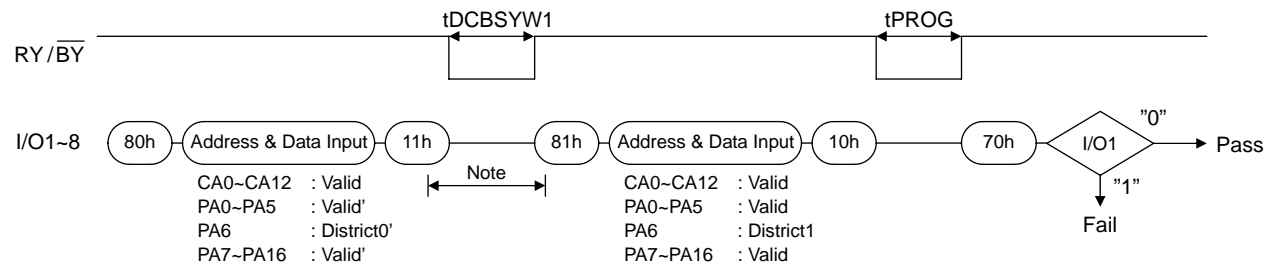 tDCBSYW1 tPROG
RY/BY
I/O1~8 80h Address & Data Input 11h 81h Address & Data Input 10h 70h I/O1 "0" Pass
Note "1"
Fail
CA0~CA12 : Valid
PA0~PA5 : Valid'
PA6 : District0'
PA7~PA16 : Valid'
CA0~CA12 : Valid
PA0~PA5 : Valid
PA6 : District1
PA7~PA16 : Valid